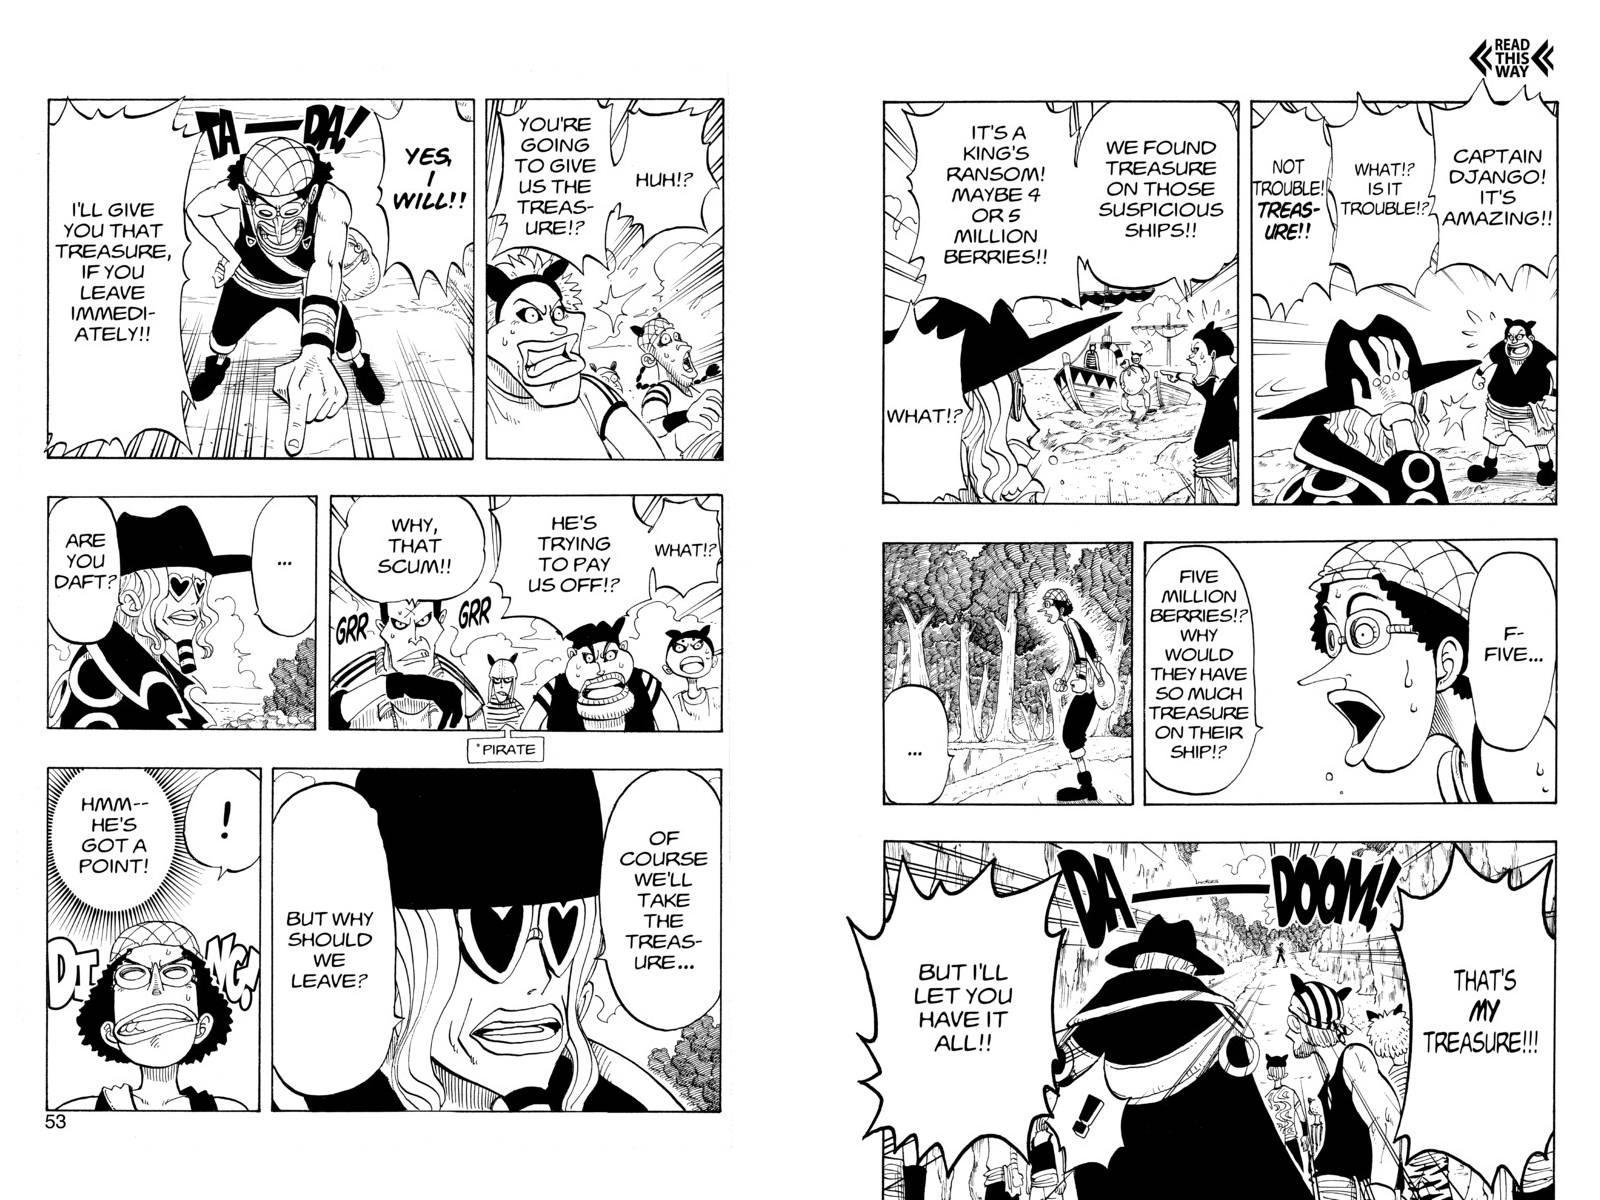 READ
THIS
WAY
CAPTAIN
DJANGO!
IT'S
AMAZING!!
WHAT!?
IS IT
TROUBLE!?
NOT
TROUBLE!
TREAS-
URE!!
WE FOUND
TREASURE
ON THOSE
SUSPICIOUS
SHIPS!!
IT'S A
KING'S
RANSOM!
MAYBE 4
OR 5
MILLION
BERRIES!!
WHAT!?
F-
FIVE...
FIVE
MILLION
BERRIES!?
WHY
WOULD
THEY HAVE
SO MUCH
TREASURE
ON THEIR
SHIP!?
...
DA—DOOM!
THAT'S
MY
TREASURE!!!
BUT I'LL
LET YOU
HAVE IT
ALL!!
!
HUH!?
YOU'RE
GOING
TO GIVE
US THE
TREAS-
URE!?
TA—DA!
YES,
I
WILL!!
I'LL GIVE
YOU THAT
TREASURE,
IF YOU
LEAVE
IMMEDI-
ATELY!!
WHAT!?
HE'S
TRYING
TO PAY
US OFF!?
WHY,
THAT
SCUM!!
GRR
GRR
*PIRATE
...
ARE
YOU
DAFT?
OF
COURSE
WE'LL
TAKE
THE
TREAS-
URE...
BUT WHY
SHOULD
WE
LEAVE?
!
HMM--
HE'S
GOT A
POINT!
DING!
53